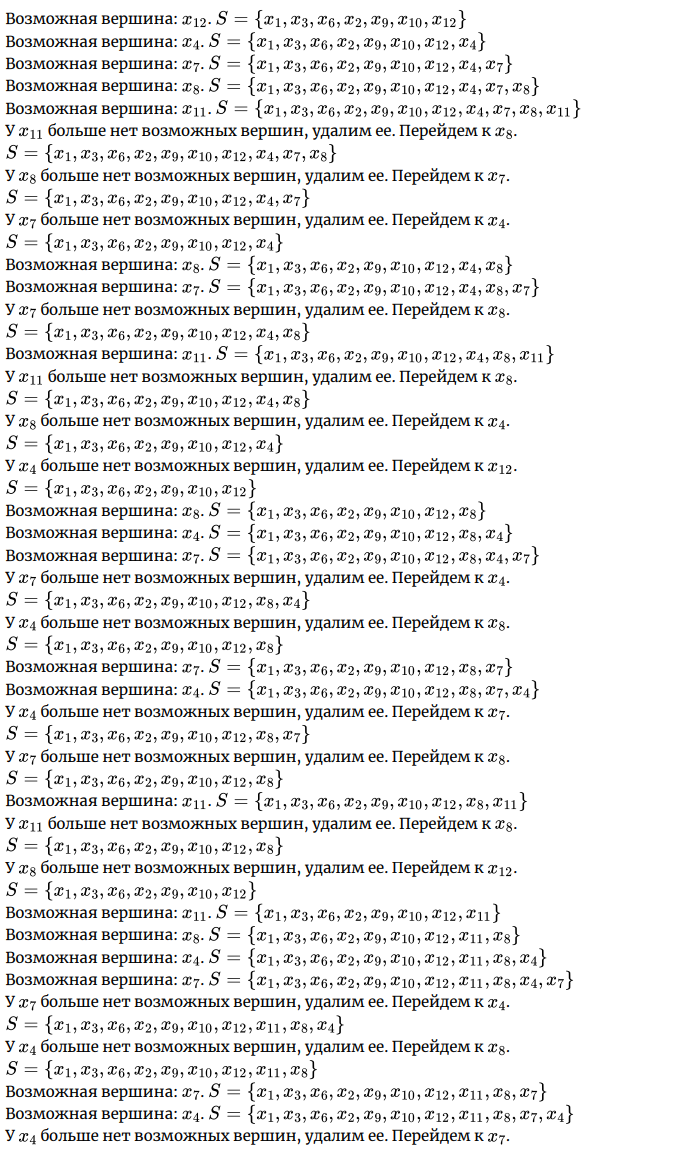 Возможная вершина: x₁₂. S = {x₁, x₃, x₆, x₂, x₉, x₁₀, x₁₂}
Возможная вершина: x₄. S = {x₁, x₃, x₆, x₂, x₉, x₁₀, x₁₂, x₄}
Возможная вершина: x₇. S = {x₁, x₃, x₆, x₂, x₉, x₁₀, x₁₂, x₄, x₇}
Возможная вершина: x₈. S = {x₁, x₃, x₆, x₂, x₉, x₁₀, x₁₂, x₄, x₇, x₈}
Возможная вершина: x₁₁. S = {x₁, x₃, x₆, x₂, x₉, x₁₀, x₁₂, x₄, x₇, x₈, x₁₁}
У x₁₁ больше нет возможных вершин, удалим ее. Перейдем к x₈.
S = {x₁, x₃, x₆, x₂, x₉, x₁₀, x₁₂, x₄, x₇, x₈}
У x₈ больше нет возможных вершин, удалим ее. Перейдем к x₇.
S = {x₁, x₃, x₆, x₂, x₉, x₁₀, x₁₂, x₄, x₇}
У x₇ больше нет возможных вершин, удалим ее. Перейдем к x₄.
S = {x₁, x₃, x₆, x₂, x₉, x₁₀, x₁₂, x₄}
Возможная вершина: x₈. S = {x₁, x₃, x₆, x₂, x₉, x₁₀, x₁₂, x₄, x₈}
Возможная вершина: x₇. S = {x₁, x₃, x₆, x₂, x₉, x₁₀, x₁₂, x₄, x₈, x₇}
У x₇ больше нет возможных вершин, удалим ее. Перейдем к x₈.
S = {x₁, x₃, x₆, x₂, x₉, x₁₀, x₁₂, x₄, x₈}
Возможная вершина: x₁₁. S = {x₁, x₃, x₆, x₂, x₉, x₁₀, x₁₂, x₄, x₈, x₁₁}
У x₁₁ больше нет возможных вершин, удалим ее. Перейдем к x₈.
S = {x₁, x₃, x₆, x₂, x₉, x₁₀, x₁₂, x₄, x₈}
У x₈ больше нет возможных вершин, удалим ее. Перейдем к x₄.
S = {x₁, x₃, x₆, x₂, x₉, x₁₀, x₁₂, x₄}
У x₄ больше нет возможных вершин, удалим ее. Перейдем к x₁₂.
S = {x₁, x₃, x₆, x₂, x₉, x₁₀, x₁₂}
Возможная вершина: x₈. S = {x₁, x₃, x₆, x₂, x₉, x₁₀, x₁₂, x₈}
Возможная вершина: x₄. S = {x₁, x₃, x₆, x₂, x₉, x₁₀, x₁₂, x₈, x₄}
Возможная вершина: x₇. S = {x₁, x₃, x₆, x₂, x₉, x₁₀, x₁₂, x₈, x₄, x₇}
У x₇ больше нет возможных вершин, удалим ее. Перейдем к x₄.
S = {x₁, x₃, x₆, x₂, x₉, x₁₀, x₁₂, x₈, x₄}
У x₄ больше нет возможных вершин, удалим ее. Перейдем к x₈.
S = {x₁, x₃, x₆, x₂, x₉, x₁₀, x₁₂, x₈}
Возможная вершина: x₇. S = {x₁, x₃, x₆, x₂, x₉, x₁₀, x₁₂, x₈, x₇}
Возможная вершина: x₄. S = {x₁, x₃, x₆, x₂, x₉, x₁₀, x₁₂, x₈, x₇, x₄}
У x₄ больше нет возможных вершин, удалим ее. Перейдем к x₇.
S = {x₁, x₃, x₆, x₂, x₉, x₁₀, x₁₂, x₈, x₇}
У x₇ больше нет возможных вершин, удалим ее. Перейдем к x₈.
S = {x₁, x₃, x₆, x₂, x₉, x₁₀, x₁₂, x₈}
Возможная вершина: x₁₁. S = {x₁, x₃, x₆, x₂, x₉, x₁₀, x₁₂, x₈, x₁₁}
У x₁₁ больше нет возможных вершин, удалим ее. Перейдем к x₈.
S = {x₁, x₃, x₆, x₂, x₉, x₁₀, x₁₂, x₈}
У x₈ больше нет возможных вершин, удалим ее. Перейдем к x₁₂.
S = {x₁, x₃, x₆, x₂, x₉, x₁₀, x₁₂}
Возможная вершина: x₁₁. S = {x₁, x₃, x₆, x₂, x₉, x₁₀, x₁₂, x₁₁}
Возможная вершина: x₈. S = {x₁, x₃, x₆, x₂, x₉, x₁₀, x₁₂, x₁₁, x₈}
Возможная вершина: x₄. S = {x₁, x₃, x₆, x₂, x₉, x₁₀, x₁₂, x₁₁, x₈, x₄}
Возможная вершина: x₇. S = {x₁, x₃, x₆, x₂, x₉, x₁₀, x₁₂, x₁₁, x₈, x₄, x₇}
У x₇ больше нет возможных вершин, удалим ее. Перейдем к x₄.
S = {x₁, x₃, x₆, x₂, x₉, x₁₀, x₁₂, x₁₁, x₈, x₄}
У x₄ больше нет возможных вершин, удалим ее. Перейдем к x₈.
S = {x₁, x₃, x₆, x₂, x₉, x₁₀, x₁₂, x₁₁, x₈}
Возможная вершина: x₇. S = {x₁, x₃, x₆, x₂, x₉, x₁₀, x₁₂, x₁₁, x₈, x₇}
Возможная вершина: x₄. S = {x₁, x₃, x₆, x₂, x₉, x₁₀, x₁₂, x₁₁, x₈, x₇, x₄}
У x₄ больше нет возможных вершин, удалим ее. Перейдем к x₇.